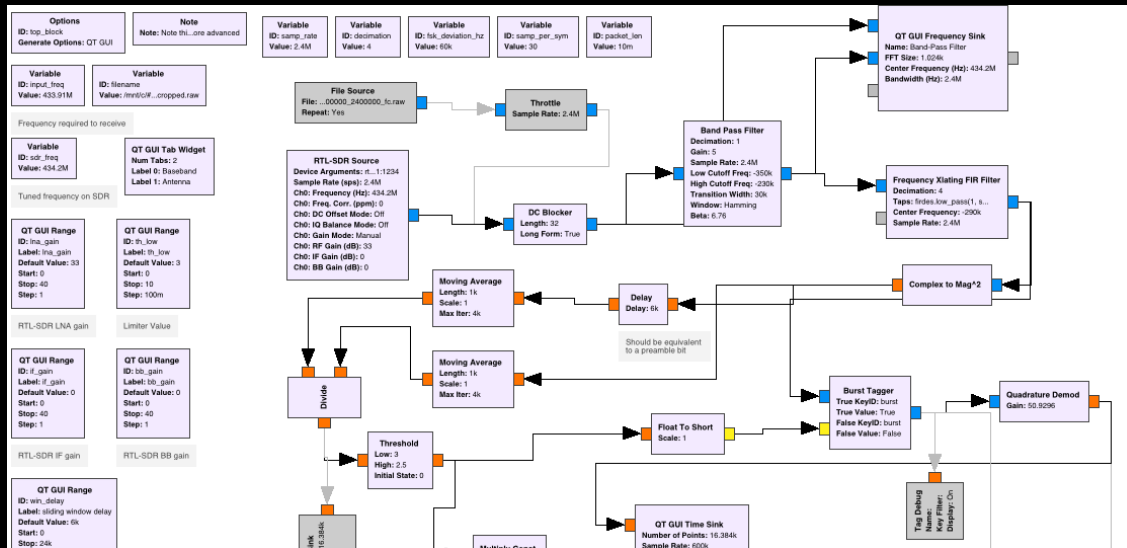 Options
ID: top_block
Generate Options: QT GUI
Note
Note: Note thi...ore advanced
Variable
ID: samp_rate
Value: 2.4M
Variable
ID: decimation
Value: 4
Variable
ID: fsk_deviation_hz
Value: 60k
Variable
ID: samp_per_sym
Value: 30
Variable
ID: packet_len
Value: 10m
Variable
ID: input_freq
Value: 433.91M
Variable
ID: filename
Value: /mnt/c/#...cropped.raw
Frequency required to receive
Variable
ID: sdr_freq
Value: 434.2M
QT GUI Tab Widget
Num Tabs: 2
Label 0: Baseband
Label 1: Antenna
Tuned frequency on SDR
QT GUI Range
ID: lna_gain
Label: lna_gain
Default Value: 33
Start: 0
Stop: 40
Step: 1
QT GUI Range
ID: th_low
Label: th_low
Default Value: 3
Start: 0
Stop: 10
Step: 100m
RTL-SDR LNA gain
Limiter Value
QT GUI Range
ID: if_gain
Label: if_gain
Default Value: 0
Start: 0
Stop: 40
Step: 1
QT GUI Range
ID: bb_gain
Label: bb_gain
Default Value: 0
Start: 0
Stop: 40
Step: 1
RTL-SDR IF gain
RTL-SDR BB gain
QT GUI Range
ID: win_delay
Label: sliding window delay
Default Value: 6k
Start: 0
Stop: 24k
File Source
File: ...00000_2400000_fc.raw
Repeat: Yes
Throttle
Sample Rate: 2.4M
RTL-SDR Source
Device Arguments: rt...1:1234
Sample Rate (sps): 2.4M
Ch0: Frequency (Hz): 434.2M
Ch0: Freq. Corr. (ppm): 0
Ch0: DC Offset Mode: Off
Ch0: IQ Balance Mode: Off
Ch0: Gain Mode: Manual
Ch0: RF Gain (dB): 33
Ch0: IF Gain (dB): 0
Ch0: BB Gain (dB): 0
DC Blocker
Length: 32
Long Form: True
Band Pass Filter
Decimation: 1
Gain: 5
Sample Rate: 2.4M
Low Cutoff Freq: -350k
High Cutoff Freq: -230k
Transition Width: 30k
Window: Hamming
Beta: 6.76
QT GUI Frequency Sink
Name: Band-Pass Filter
FFT Size: 1.024k
Center Frequency (Hz): 434.2M
Bandwidth (Hz): 2.4M
Frequency Xlating FIR Filter
Decimation: 4
Taps: firdes.low_pass(1, s...
Center Frequency: -290k
Sample Rate: 2.4M
Complex to Mag^2
Moving Average
Length: 1k
Scale: 1
Max Iter: 4k
Delay
Delay: 6k
Should be equivalent
to a preamble bit
Moving Average
Length: 1k
Scale: 1
Max Iter: 4k
Divide
Threshold
Low: 3
High: 2.5
Initial State: 0
Float To Short
Scale: 1
Burst Tagger
True KeyID: burst
True Value: True
False KeyID: burst
False Value: False
Quadrature Demod
Gain: 50.9296
Tag Debug
Name:
Key Filter:
Display: On
QT GUI Time Sink
Number of Points: 16.384k
Sample Rate: 600k
16.384k
Multiply Const